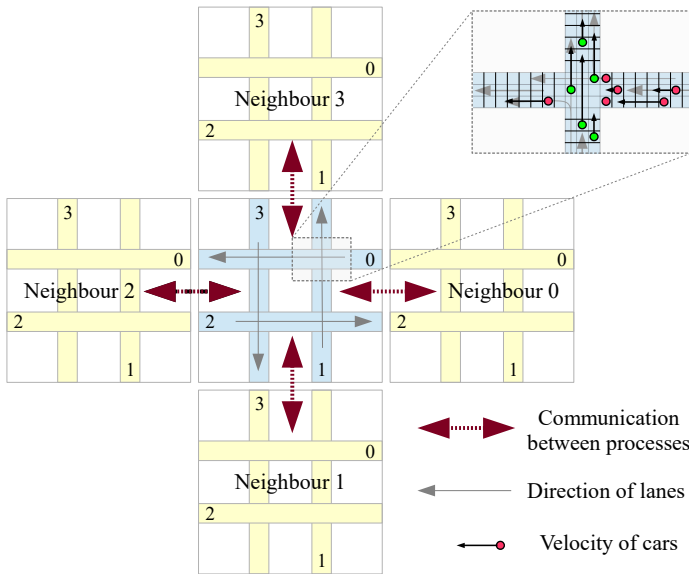 3
0
Neighbour 3
2
1
3
0
Neighbour 2
2
1
3
0
2
1
3
0
Neighbour 0
2
1
3
0
Neighbour 1
2
1
Communication
between processes
Direction of lanes
Velocity of cars